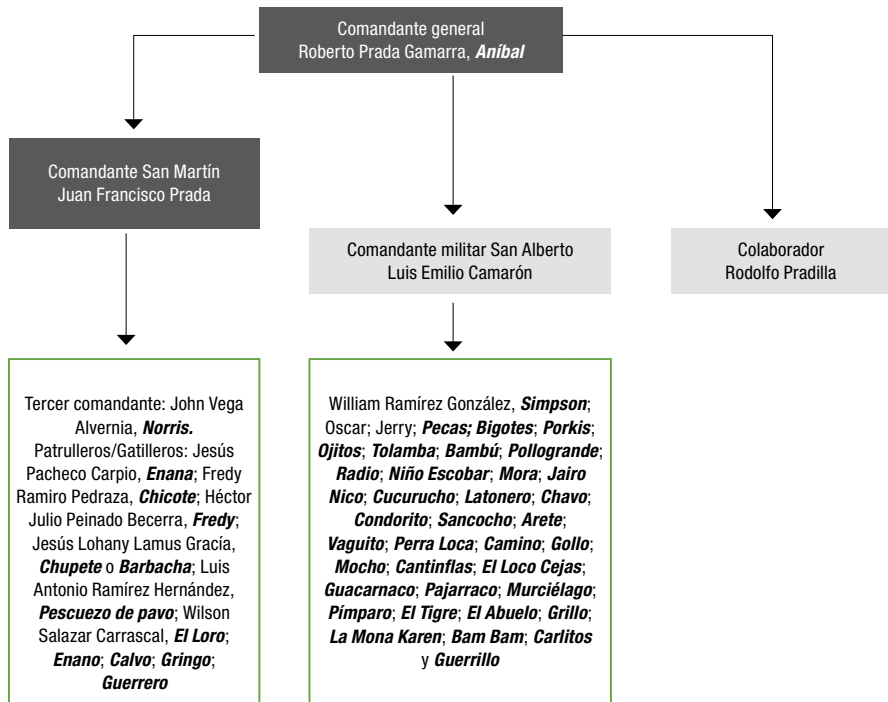 Comandante general
Roberto Prada Gamarra, Aníbal
Comandante San Martín
Juan Francisco Prada
Comandante militar San Alberto
Luis Emilio Camarón
Colaborador
Rodolfo Pradilla
Tercer comandante: John Vega
Alvernia, Norris.
Patrulleros/Gatilleros: Jesús
Pacheco Carpio, Enana; Fredy
Ramiro Pedraza, Chicote; Héctor
Julio Peinado Becerra, Fredy;
Jesús Lohany Lamus Gracía,
Chupete o Barbacha; Luis
Antonio Ramírez Hernández,
Pescuezo de pavo; Wilson
Salazar Carrascal, El Loro;
Enano; Calvo; Gringo;
Guerrero
William Ramírez González, Simpson;
Oscar; Jerry; Pecas; Bigotes; Porkis;
Ojitos; Tolamba; Bambú; Pollogrande;
Radio; Niño Escobar; Mora; Jairo
Nico; Cucurucho; Latonero; Chavo;
Condorito; Sancocho; Arete;
Vaguito; Perra Loca; Camino; Gollo;
Mocho; Cantinflas; El Loco Cejas;
Guacarnaco; Pajarraco; Murciélago;
Pímparo; El Tigre; El Abuelo; Grillo;
La Mona Karen; Bam Bam; Carlitos
y Guerrillo